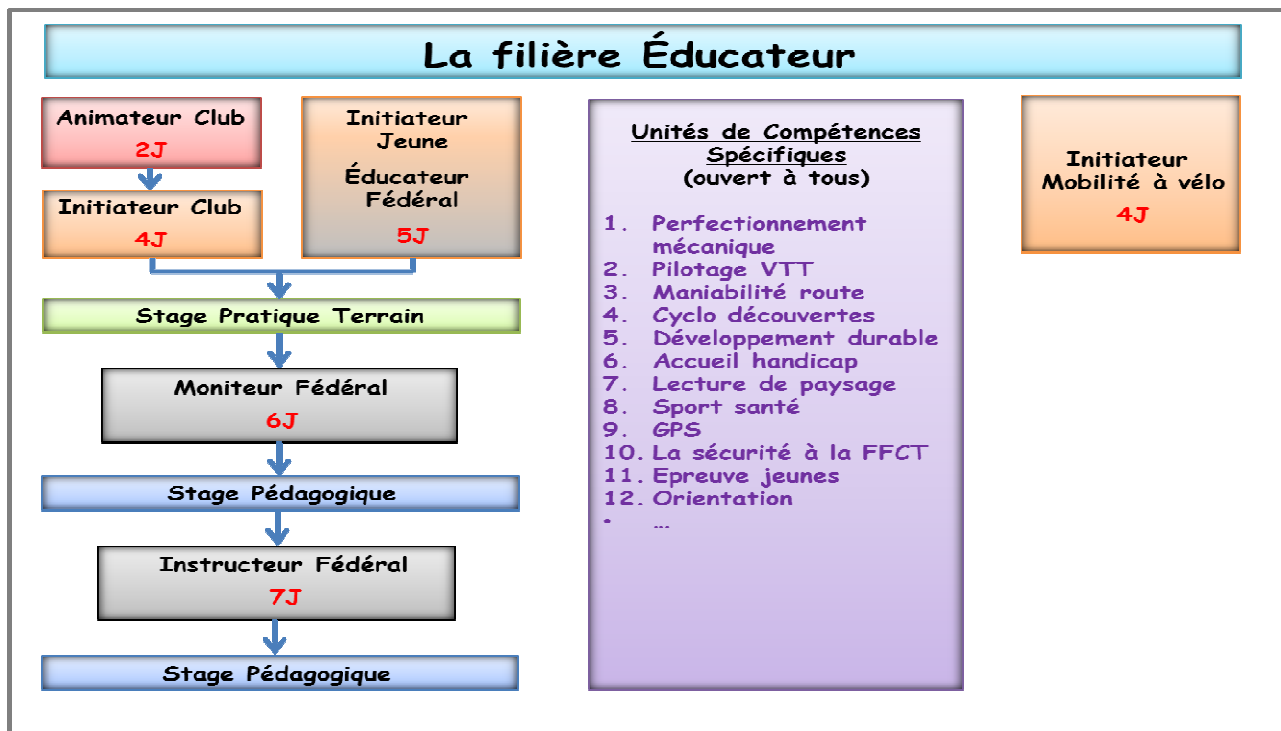 La filière Éducateur
Animateur Club
2J
Initiateur Club
4J
Initiateur
Jeune
Éducateur
Fédéral
5J
Stage Pratique Terrain
Moniteur Fédéral
6J
Stage Pédagogique
Instructeur Fédéral
7J
Stage Pédagogique
Unités de Compétences
Spécifiques
(ouvert à tous)
1. Perfectionnement
mécanique
2. Pilotage VTT
3. Maniabilité route
4. Cyclo découvertes
5. Développement durable
6. Accueil handicap
7. Lecture de paysage
8. Sport santé
9. GPS
10. La sécurité à la FFCT
11. Epreuve jeunes
12. Orientation
• …
Initiateur
Mobilité à vélo
4J